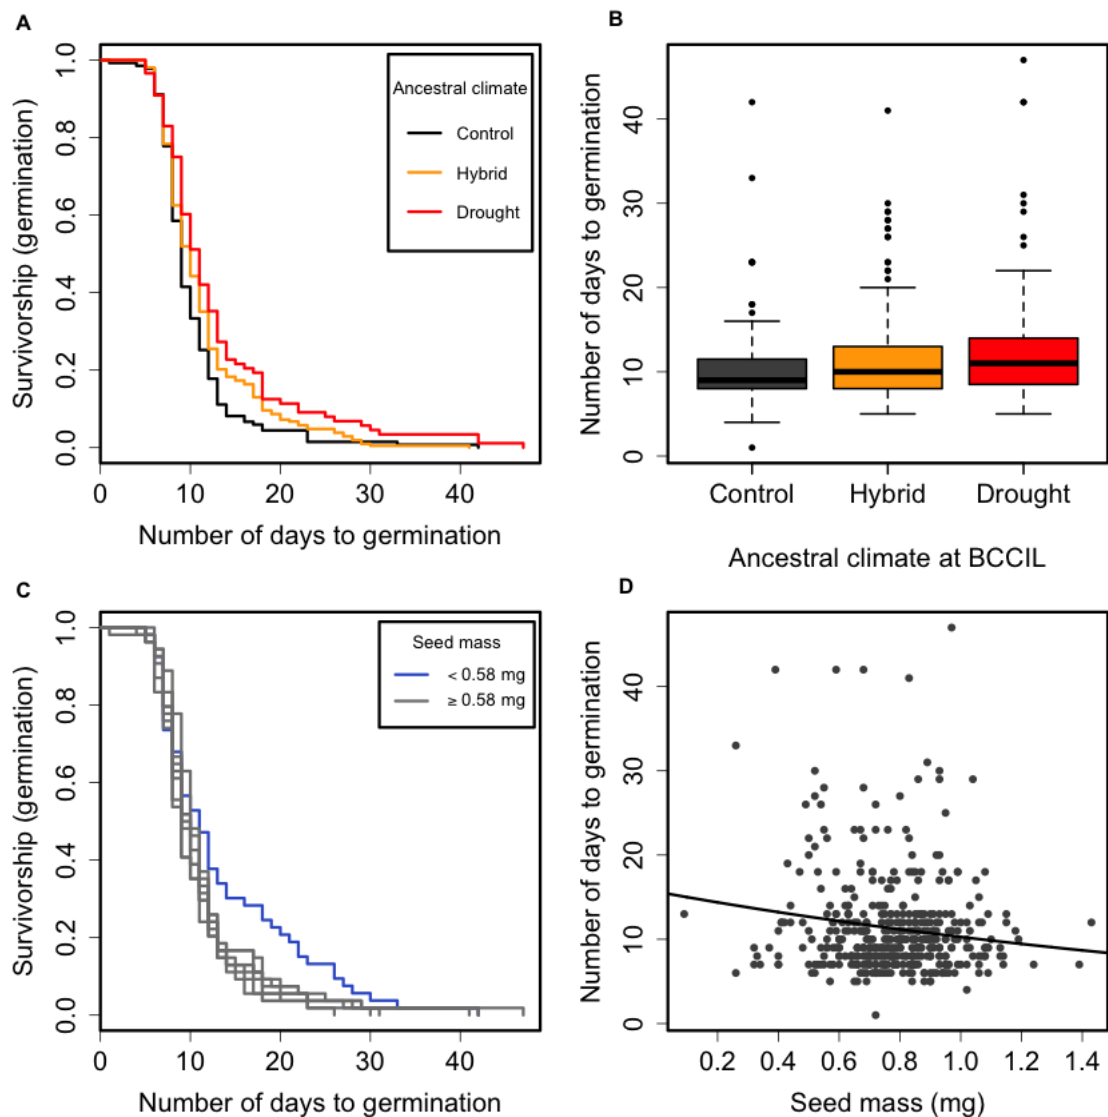 A
Survivorship (germination)
1.0
0.8
0.6
0.4
0.2
0.0
Ancestral climate
Control
Hybrid
Drought
0 10 20 30 40
Number of days to germination
B
Number of days to germination
40
30
20
10
0
Control Hybrid Drought
Ancestral climate at BCCIL
C
Survivorship (germination)
1.0
0.8
0.6
0.4
0.2
0.0
Seed mass
< 0.58 mg
≥ 0.58 mg
0 10 20 30 40
Number of days to germination
D
Number of days to germination
40
30
20
10
0
0.2 0.4 0.6 0.8 1.0 1.2 1.4
Seed mass (mg)